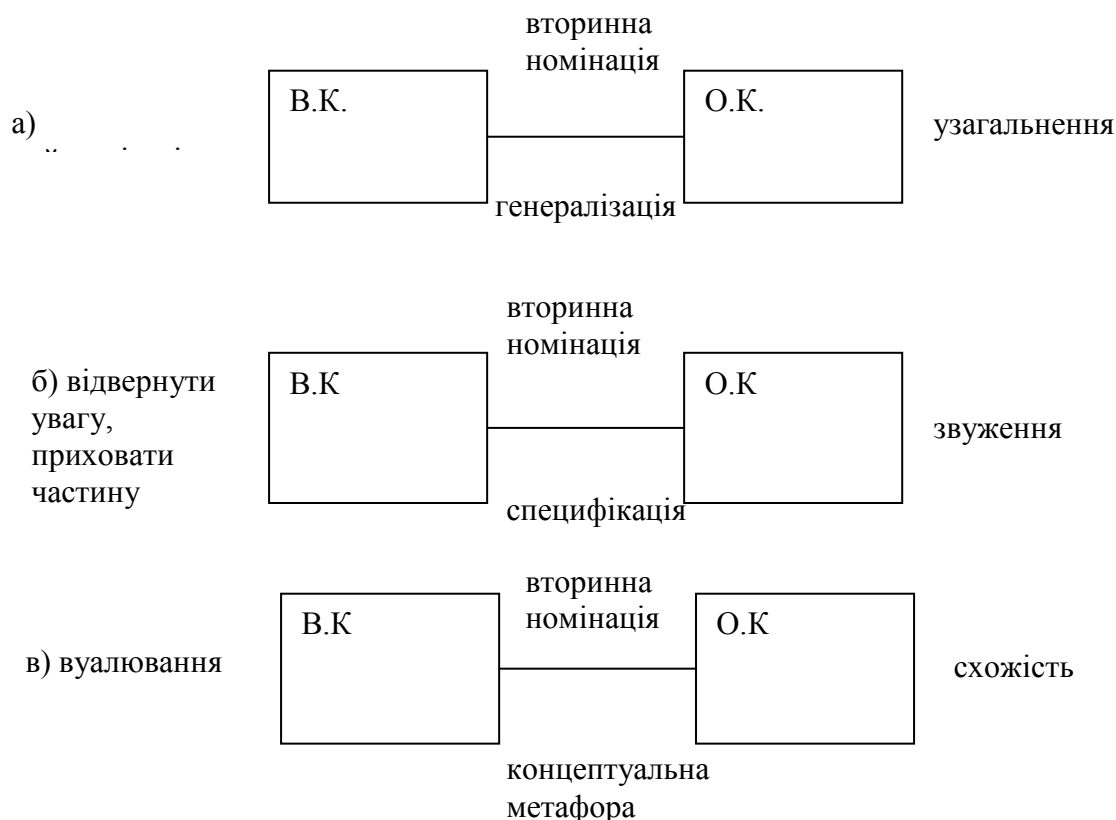 вторинна
номінація
В.К.
О.К.
а)
узагальнення
генералізація
вторинна
номінація
В.К
О.К
б) відвернути
увагу,
приховати
частину
звуження
специфікація
вторинна
номінація
В.К
О.К
в) вуалювання
схожість
концептуальна
метафора